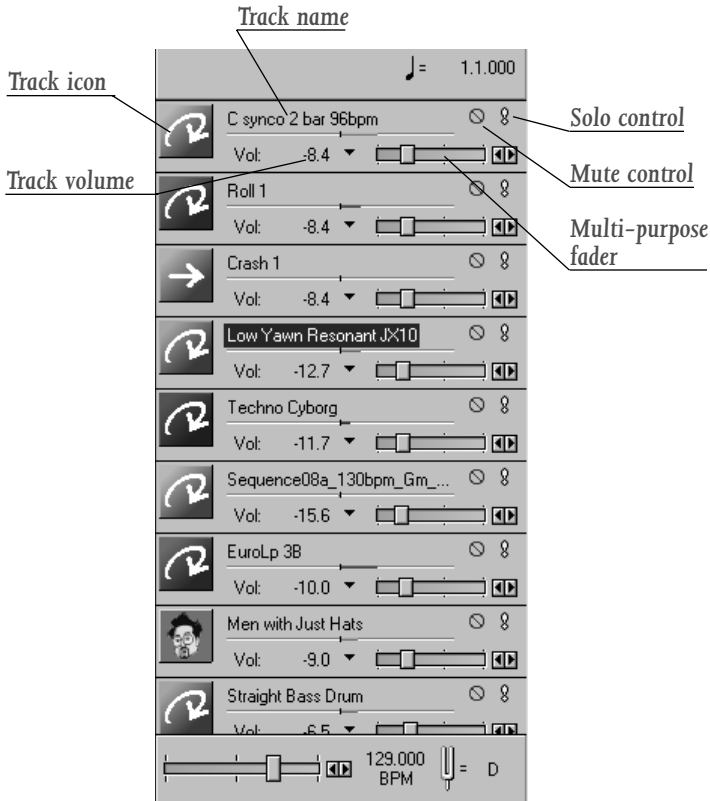 Track name
= 1.1.000
Track icon
C synco 2 bar 96bpm
Solo control
Vol: -8.4
Mute control
Track volume
Roll 1
Vol: -8.4
Multi-purpose
fader
Crash 1
Vol: -8.4
Low Yawn Resonant JX10
Vol: -12.7
Techno Cyborg
Vol: -11.7
Sequence08a_130bpm_Gm_...
Vol: -15.6
EuroLp 3B
Vol: -10.0
Men with Just Hats
Vol: -9.0
Straight Bass Drum
Vol: -6.5
129.000
BPM
= D